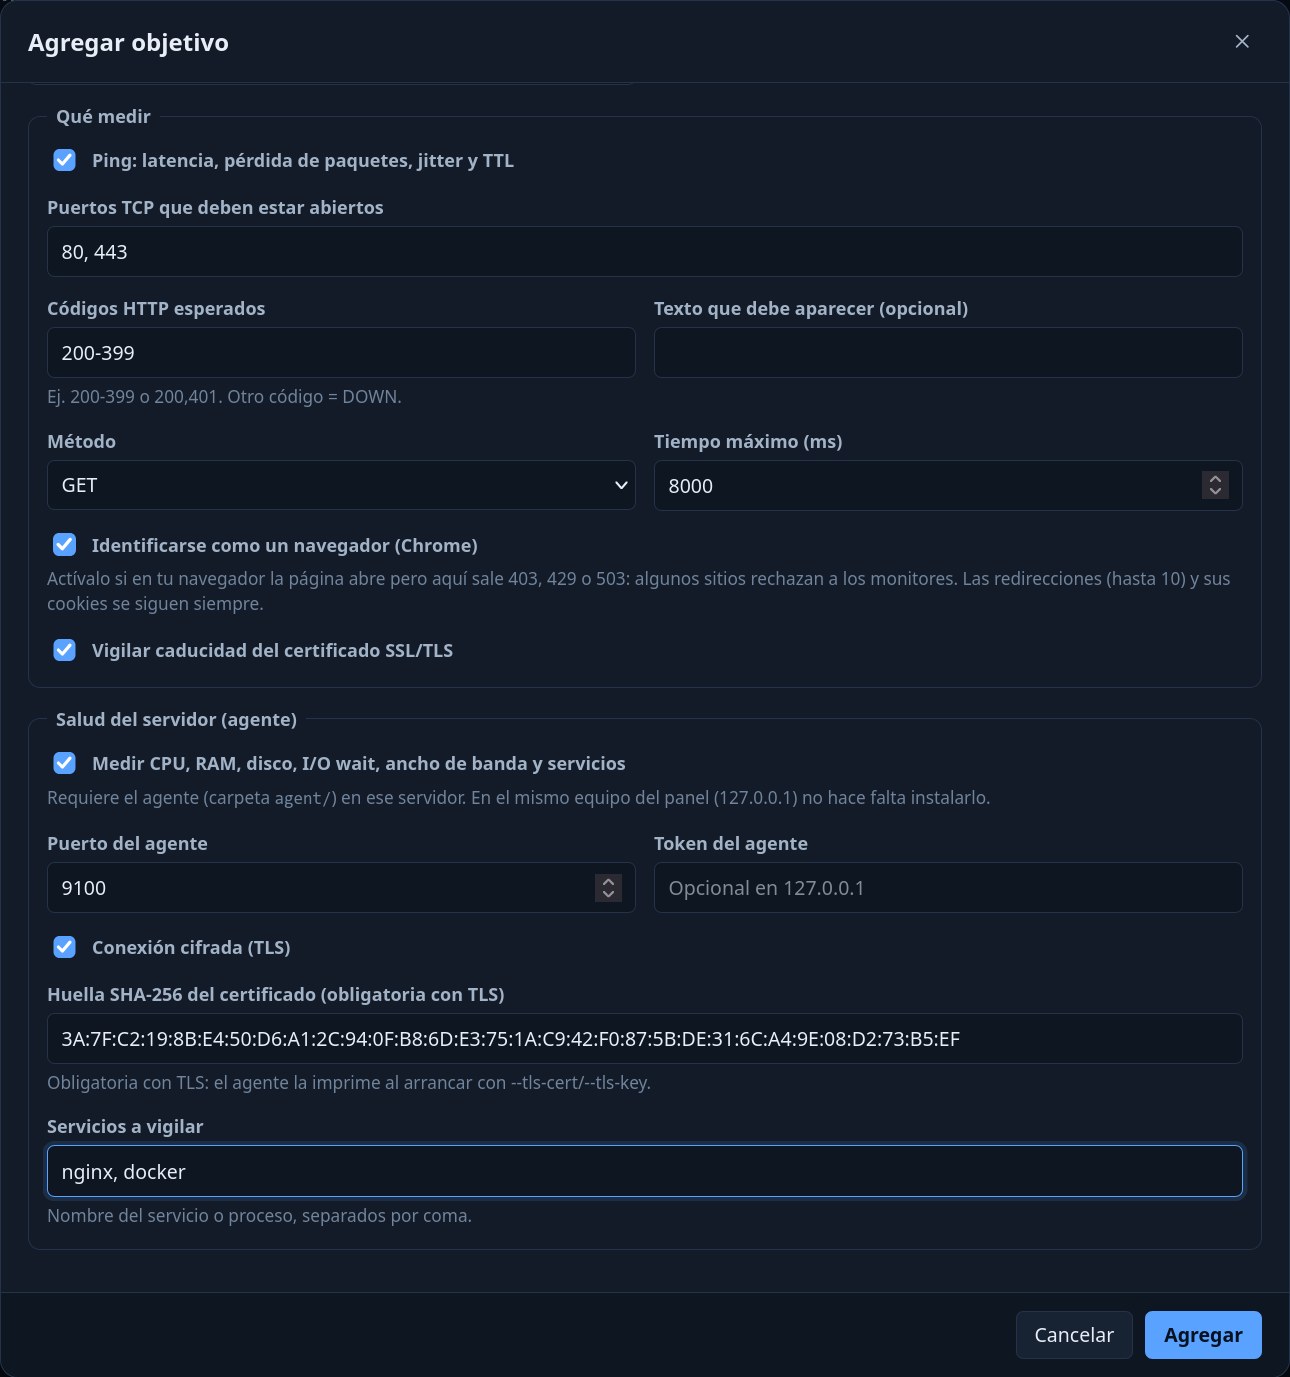 Agregar objetivo
Qué medir
Ping: latencia, pérdida de paquetes, jitter y TTL
Puertos TCP que deben estar abiertos
80, 443
Códigos HTTP esperados
Texto que debe aparecer (opcional)
200-399
Ej. 200-399 o 200,401. Otro código = DOWN.
Método
Tiempo máximo (ms)
GET
8000
Identificarse como un navegador (Chrome)
Actívalo si en tu navegador la página abre pero aquí sale 403, 429 o 503: algunos sitios rechazan a los monitores. Las redirecciones (hasta 10) y sus
cookies se siguen siempre.
Vigilar caducidad del certificado SSL/TLS
Salud del servidor (agente)
Medir CPU, RAM, disco, I/O wait, ancho de banda y servicios
Requiere el agente (carpeta agent/) en ese servidor. En el mismo equipo del panel (127.0.0.1) no hace falta instalarlo.
Puerto del agente
Token del agente
9100
Opcional en 127.0.0.1
Conexión cifrada (TLS)
Huella SHA-256 del certificado (obligatoria con TLS)
3A:7F:C2:19:8B:E4:50:D6:A1:2C:94:0F:B8:6D:E3:75:1A:C9:42:F0:87:5B:DE:31:6C:A4:9E:08:D2:73:B5:EF
Obligatoria con TLS: el agente la imprime al arrancar con --tls-cert/--tls-key.
Servicios a vigilar
nginx, docker
Nombre del servicio o proceso, separados por coma.
Cancelar
Agregar